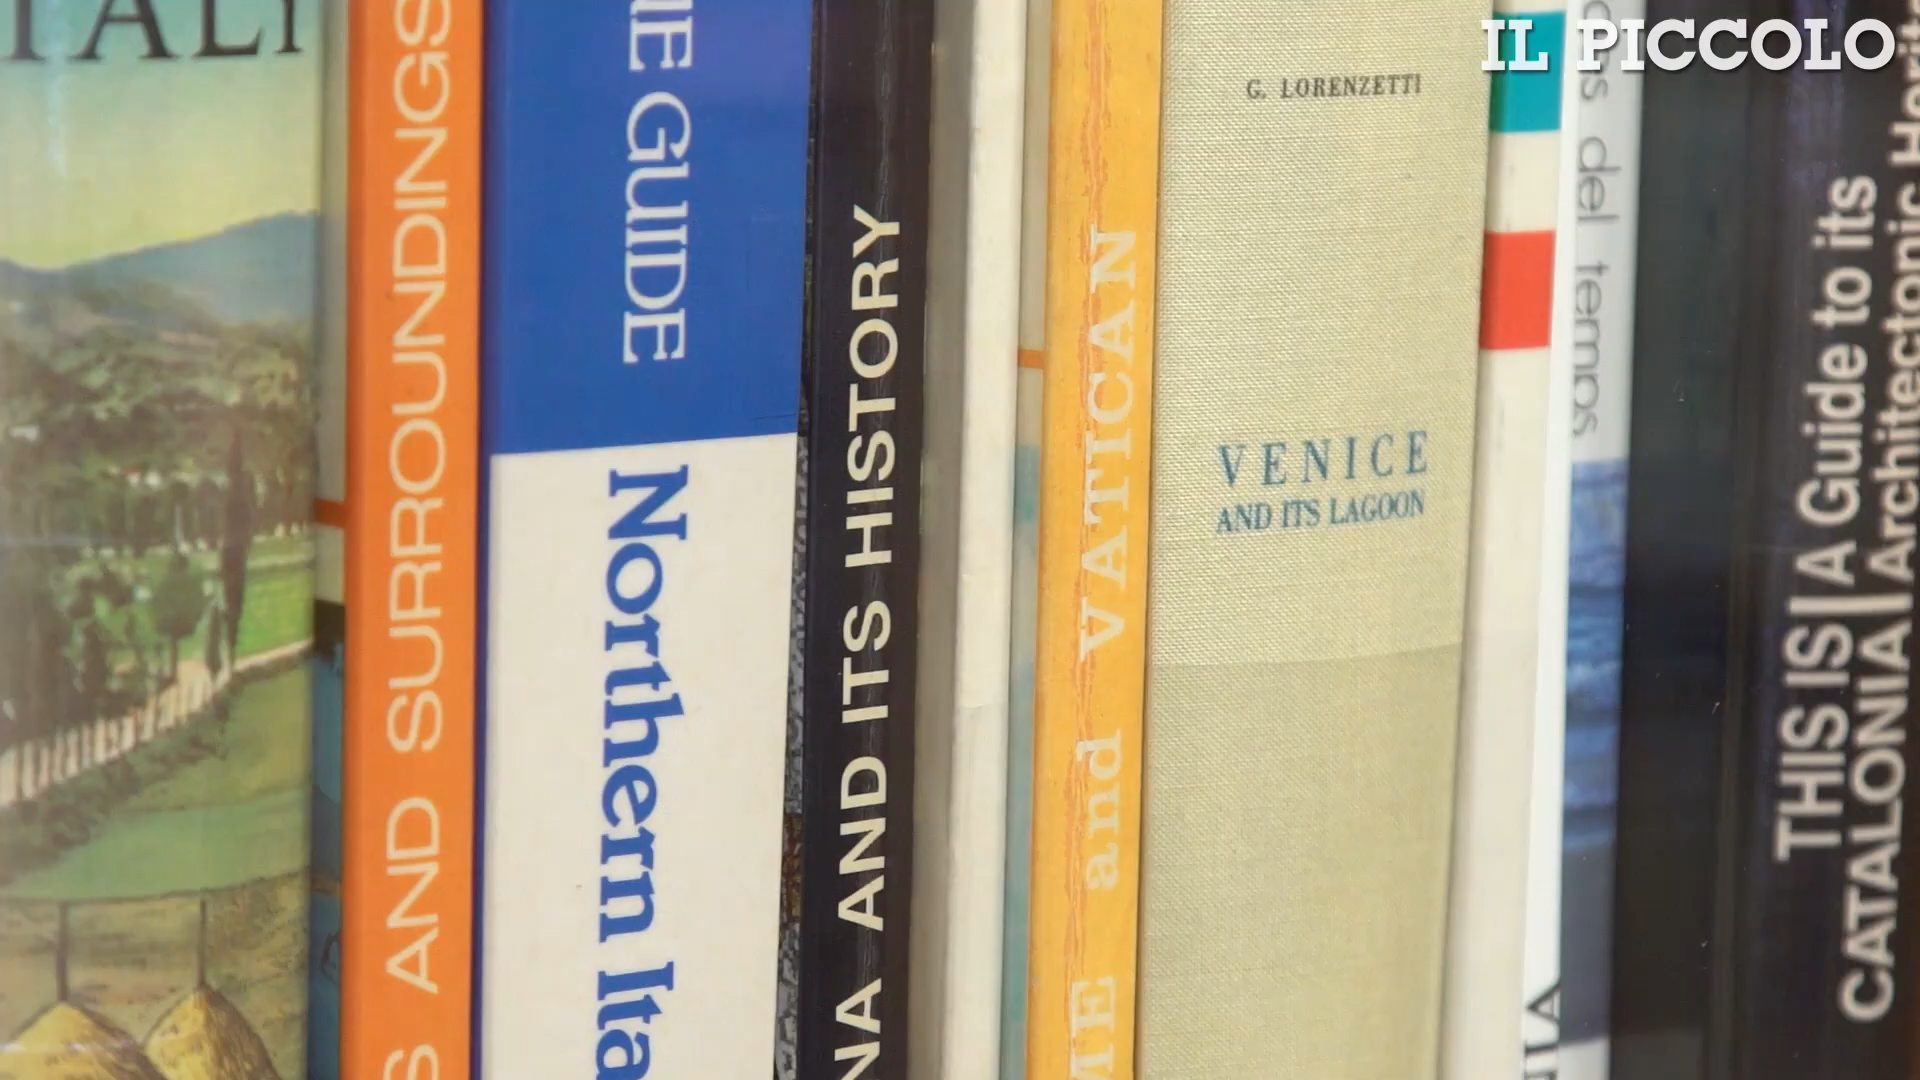 IL PICCOLO
TALY
S AND SURROUNDINGS
GUIDE
Northern Ita
NA AND ITS HISTORY
ME and VATICAN
G. LORENZETTI
VENICE
AND ITS LAGOON
del temps
THIS IS A Guide to its
CATALONIA Architectonic Herit